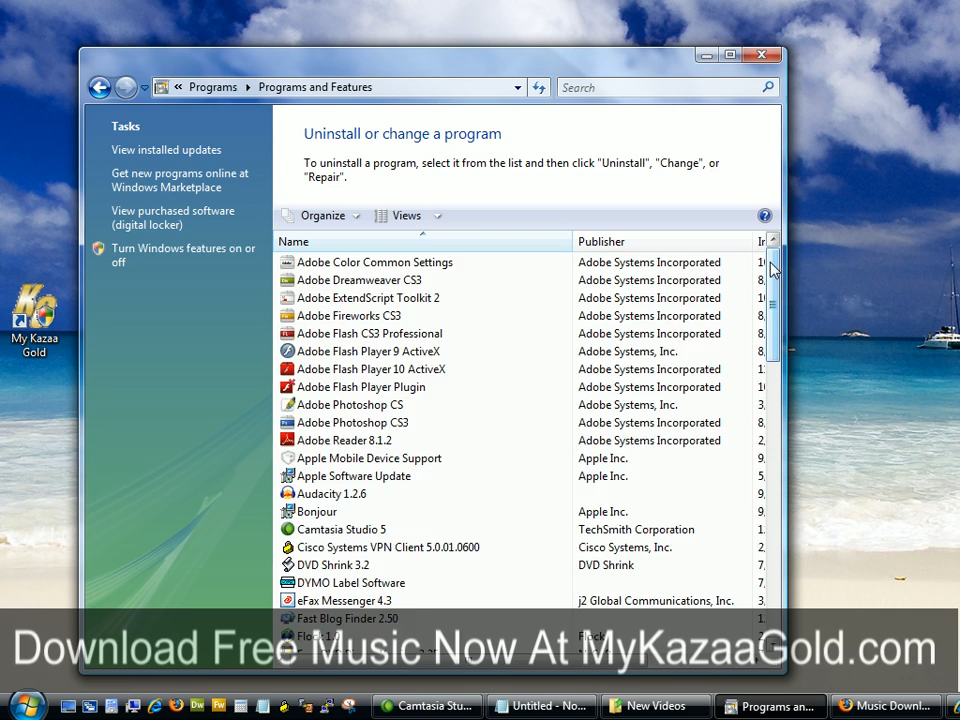 « Programs Programs and Features
Search
Tasks
View installed updates
Get new programs online at
Windows Marketplace
View purchased software
(digital locker)
Turn Windows features on or
off
Uninstall or change a program
To uninstall a program, select it from the list and then click "Uninstall", "Change", or
"Repair".
Organize Views
Name Publisher In
Adobe Color Common Settings Adobe Systems Incorporated
Adobe Dreamweaver CS3 Adobe Systems Incorporated
Adobe ExtendScript Toolkit 2 Adobe Systems Incorporated
Adobe Fireworks CS3 Adobe Systems Incorporated
Adobe Flash CS3 Professional Adobe Systems Incorporated
Adobe Flash Player 9 ActiveX Adobe Systems, Inc.
Adobe Flash Player 10 ActiveX Adobe Systems Incorporated
Adobe Flash Player Plugin Adobe Systems Incorporated
Adobe Photoshop CS Adobe Systems, Inc.
Adobe Photoshop CS3 Adobe Systems Incorporated
Adobe Reader 8.1.2 Adobe Systems Incorporated
Apple Mobile Device Support Apple Inc.
Apple Software Update Apple Inc.
Audacity 1.2.6
Bonjour Apple Inc.
Camtasia Studio 5 TechSmith Corporation
Cisco Systems VPN Client 5.0.01.0600 Cisco Systems, Inc.
DVD Shrink 3.2 DVD Shrink
DYMO Label Software
eFax Messenger 4.3 j2 Global Communications, Inc.
Fast Blog Finder 2.50
Flock 1.0 Flock
My Kazaa
Gold
Download Free Music Now At MyKazaaGold.com
Camtasia Stu... Untitled - No... New Videos Programs an... Music Downl...